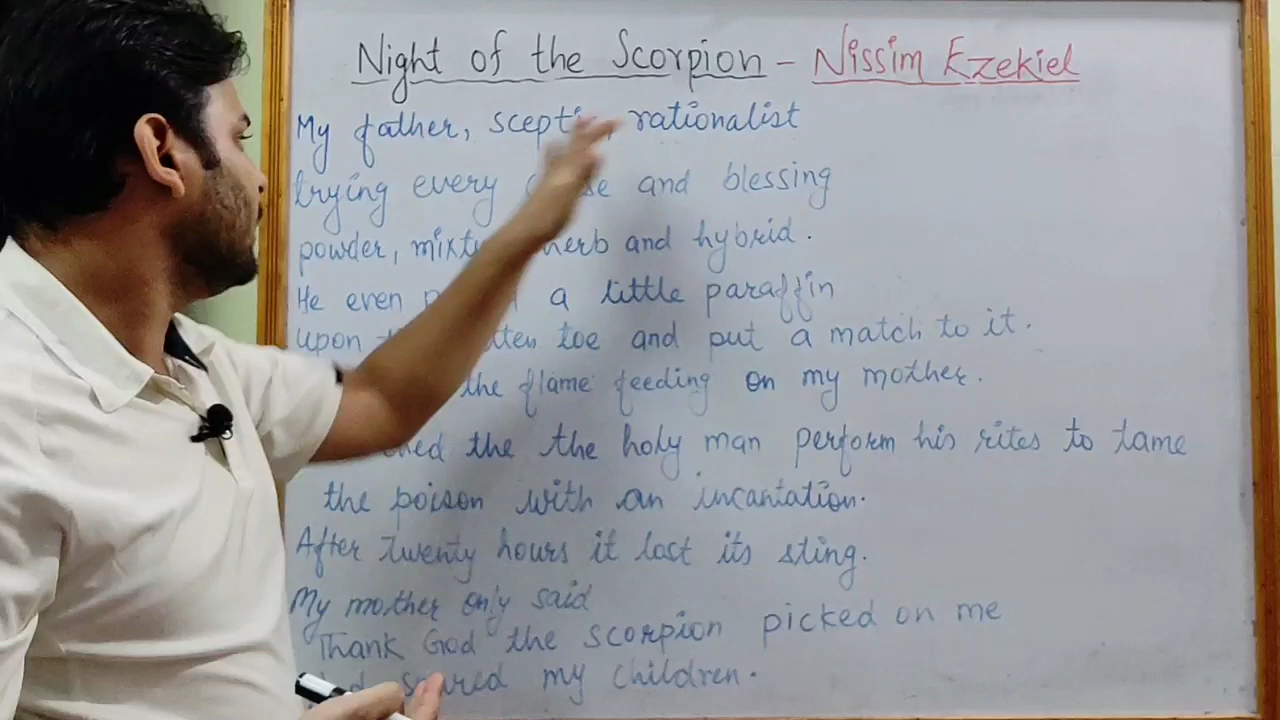 Night of the Scorpion - Nissim Ezekiel
My father, rationalist
trying every and blessing
powder, herb and hybrid.
He even a little paraffin
upon toe and put a match to it.
the flame feeding on my mother.
the the holy man perform his rites to tame
the poison with an incantation.
After twenty hours it lost its sting.
My mother only said
Thank God the scorpion picked on me
my children.